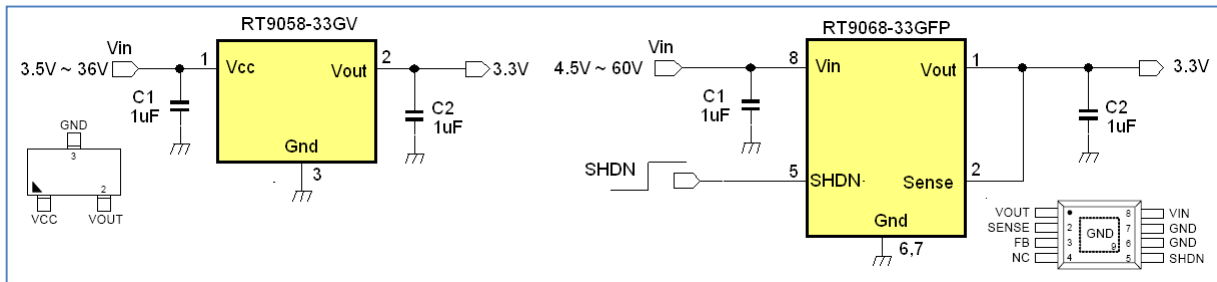 RT9058-33GV
Vin
3.5V ~ 36V
1
2
Vcc
Vout
3.3V
C1
1uF
C2
1uF
Gnd
3
GND
3
2
VCC
VOUT
RT9068-33GFP
Vin
4.5V ~ 60V
8
1
Vin
Vout
3.3V
C1
1uF
C2
1uF
SHDN
5
2
SHDN
Sense
Gnd
6,7
VOUT
8
VIN
SENSE
2
GND
7
GND
FB
3
6
GND
NC
4
9
5
SHDN